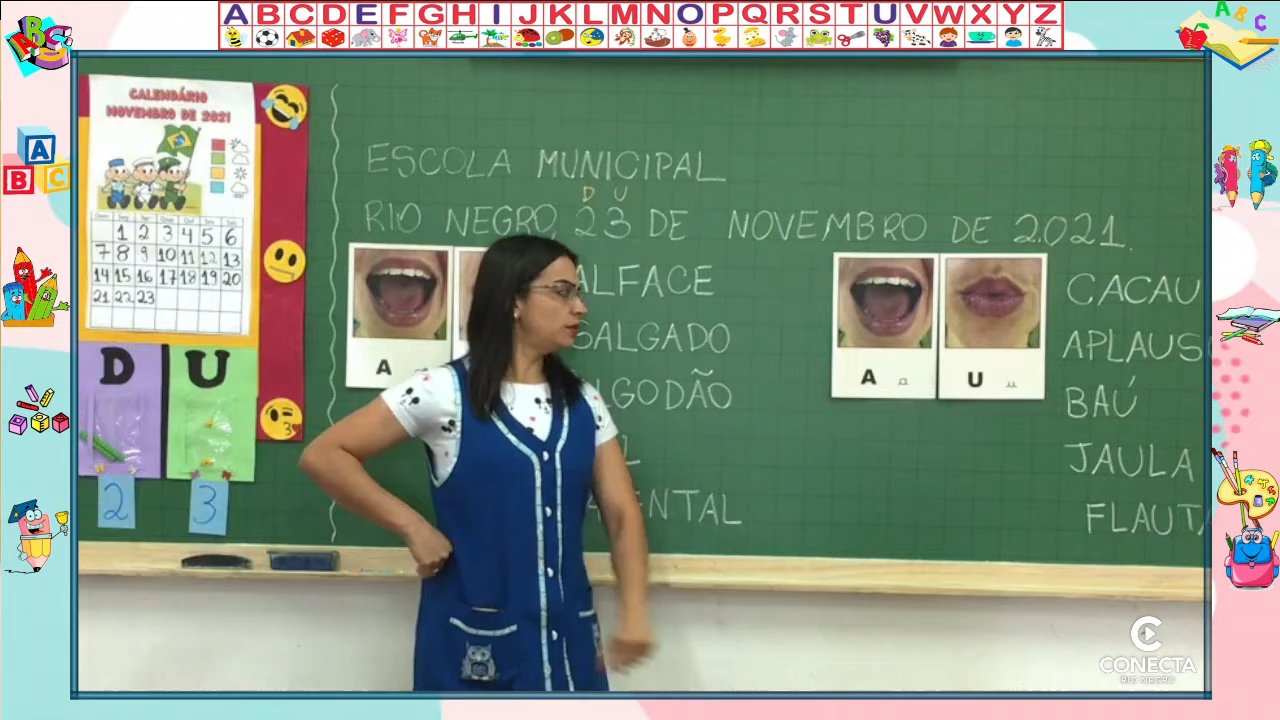 A B C D E F G H I J K L M N O P Q R S T U V W X Y Z
CALENDÁRIO
NOVEMBRO DE 2021
1 2 3 4 5 6
7 8 9 10 11 12 13
14 15 16 17 18 19 20
21 22 23
D U
2 3
ESCOLA MUNICIPAL
D U
RIO NEGRO, 23 DE NOVEMBRO DE 2021.
A
ALFACE
SALGADO
LGODÃO
L
ENTAL
A
U
CACAU
APLAUS
BAÚ
JAULA
FLAUTA
CONECTA
RIO NEGRO